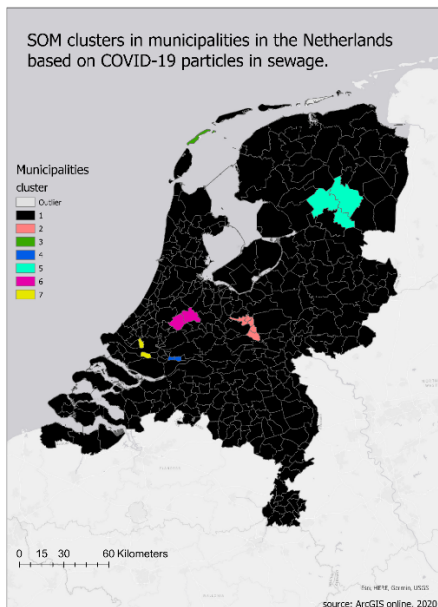 SOM clusters in municipalities in the Netherlands
based on COVID-19 particles in sewage.
Municipalities
cluster
Outlier
1
2
3
4
5
6
7
0 15 30 60 Kilometers
Esri, HERE, Garmin, USGS
source: ArcGIS online, 2020